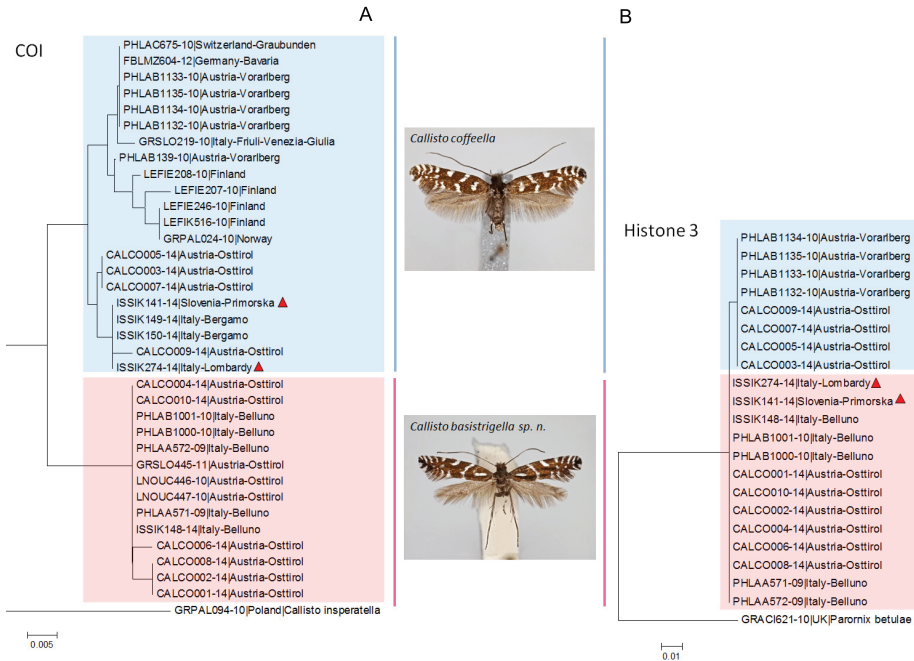 A
B
COI
PHLAC675-10|Switzerland-Graubunden
FBLMZ604-12|Germany-Bavaria
PHLAB1133-10|Austria-Vorarlberg
PHLAB1135-10|Austria-Vorarlberg
PHLAB1134-10|Austria-Vorarlberg
PHLAB1132-10|Austria-Vorarlberg
GRSLO219-10|Italy-Friuli-Venezia-Giulia
PHLAB139-10|Austria-Vorarlberg
LEFIE208-10|Finland
LEFIE207-10|Finland
LEFIE246-10|Finland
LEFIK516-10|Finland
GRPAL024-10|Norway
CALCO005-14|Austria-Osttirol
CALCO003-14|Austria-Osttirol
CALCO007-14|Austria-Osttirol
ISSIK141-14|Slovenia-Primorska
ISSIK149-14|Italy-Bergamo
ISSIK150-14|Italy-Bergamo
CALCO009-14|Austria-Osttirol
ISSIK274-14|Italy-Lombardy
CALCO004-14|Austria-Osttirol
CALCO010-14|Austria-Osttirol
PHLAB1001-10|Italy-Belluno
PHLAB1000-10|Italy-Belluno
PHLAA572-09|Italy-Belluno
GRSLO445-11|Austria-Osttirol
LNOUC446-10|Austria-Osttirol
LNOUC447-10|Austria-Osttirol
PHLAA571-09|Italy-Belluno
ISSIK148-14|Italy-Belluno
CALCO006-14|Austria-Osttirol
CALCO008-14|Austria-Osttirol
CALCO002-14|Austria-Osttirol
CALCO001-14|Austria-Osttirol
GRPAL094-10|Poland|Callisto insperatella
0.005
Callisto coffeella
Callisto basistrigella sp. n.
Histone 3
PHLAB1134-10|Austria-Vorarlberg
PHLAB1135-10|Austria-Vorarlberg
PHLAB1133-10|Austria-Vorarlberg
PHLAB1132-10|Austria-Vorarlberg
CALCO009-14|Austria-Osttirol
CALCO007-14|Austria-Osttirol
CALCO005-14|Austria-Osttirol
CALCO003-14|Austria-Osttirol
ISSIK274-14|Italy-Lombardy
ISSIK141-14|Slovenia-Primorska
ISSIK148-14|Italy-Belluno
PHLAB1001-10|Italy-Belluno
PHLAB1000-10|Italy-Belluno
CALCO001-14|Austria-Osttirol
CALCO010-14|Austria-Osttirol
CALCO002-14|Austria-Osttirol
CALCO004-14|Austria-Osttirol
CALCO006-14|Austria-Osttirol
CALCO008-14|Austria-Osttirol
PHLAA571-09|Italy-Belluno
PHLAA572-09|Italy-Belluno
GRACI621-10|UK|Parornix betulae
0.01